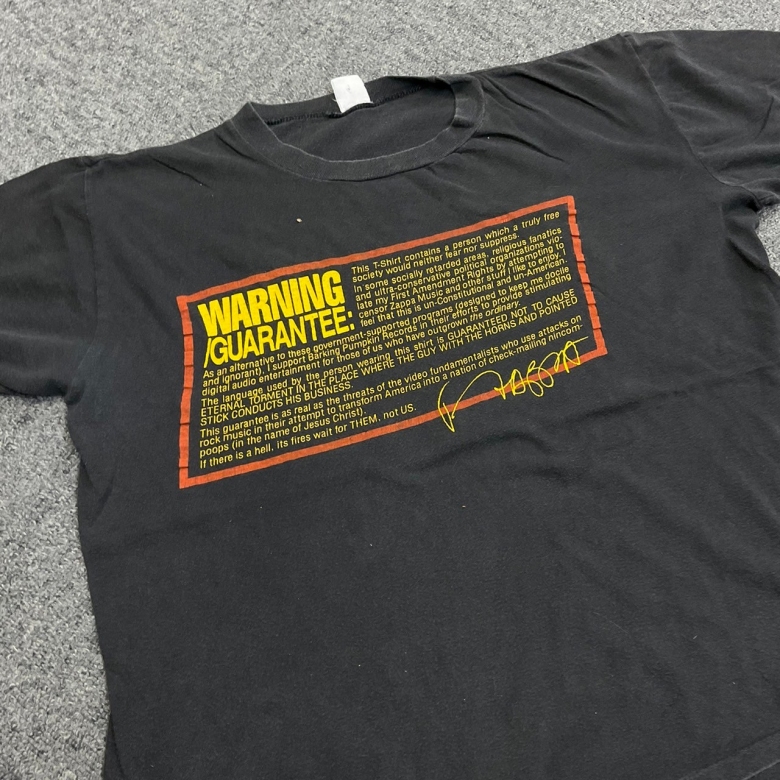 WARNING
/GUARANTEE:
This T-Shirt contains a person which a truly free
society would neither fear nor suppress.
In some socially retarded areas, religious fanatics
and ultra-conservative political organizations vio-
late my First Amendment Rights by attempting to
censor Zappa Music and other stuff I like to enjoy. I
feel that this is un-Constitutional and un-American.
As an alternative to these government-supported programs (designed to keep me docile
and ignorant), I support Barking Pumpkin Records in their efforts to provide stimulating
digital audio entertainment for those of us who have outgrown the ordinary.
The language used by the person wearing this shirt is GUARANTEED NOT TO CAUSE
ETERNAL TORMENT IN THE PLACE WHERE THE GUY WITH THE HORNS AND POINTED
STICK CONDUCTS HIS BUSINESS.
This guarantee is as real as the threats of the video fundamentalists who use attacks on
rock music in their attempt to transform America into a nation of check-mailing nincom-
poops (in the name of Jesus Christ).
If there is a hell, its fires wait for THEM, not US.
Zappa